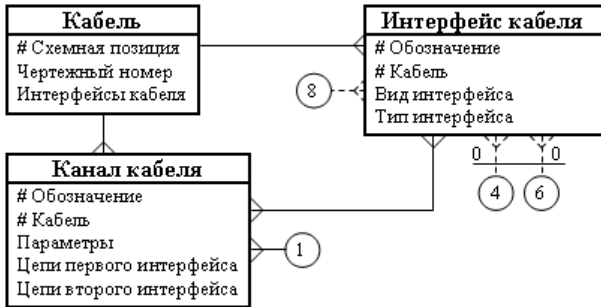 Кабель
# Схемная позиция
Чертежный номер
Интерфейсы кабеля
Интерфейс кабеля
# Обозначение
# Кабель
Вид интерфейса
Тип интерфейса
8
0 0
4 6
Канал кабеля
# Обозначение
# Кабель
Параметры
Цепи первого интерфейса
Цепи второго интерфейса
1